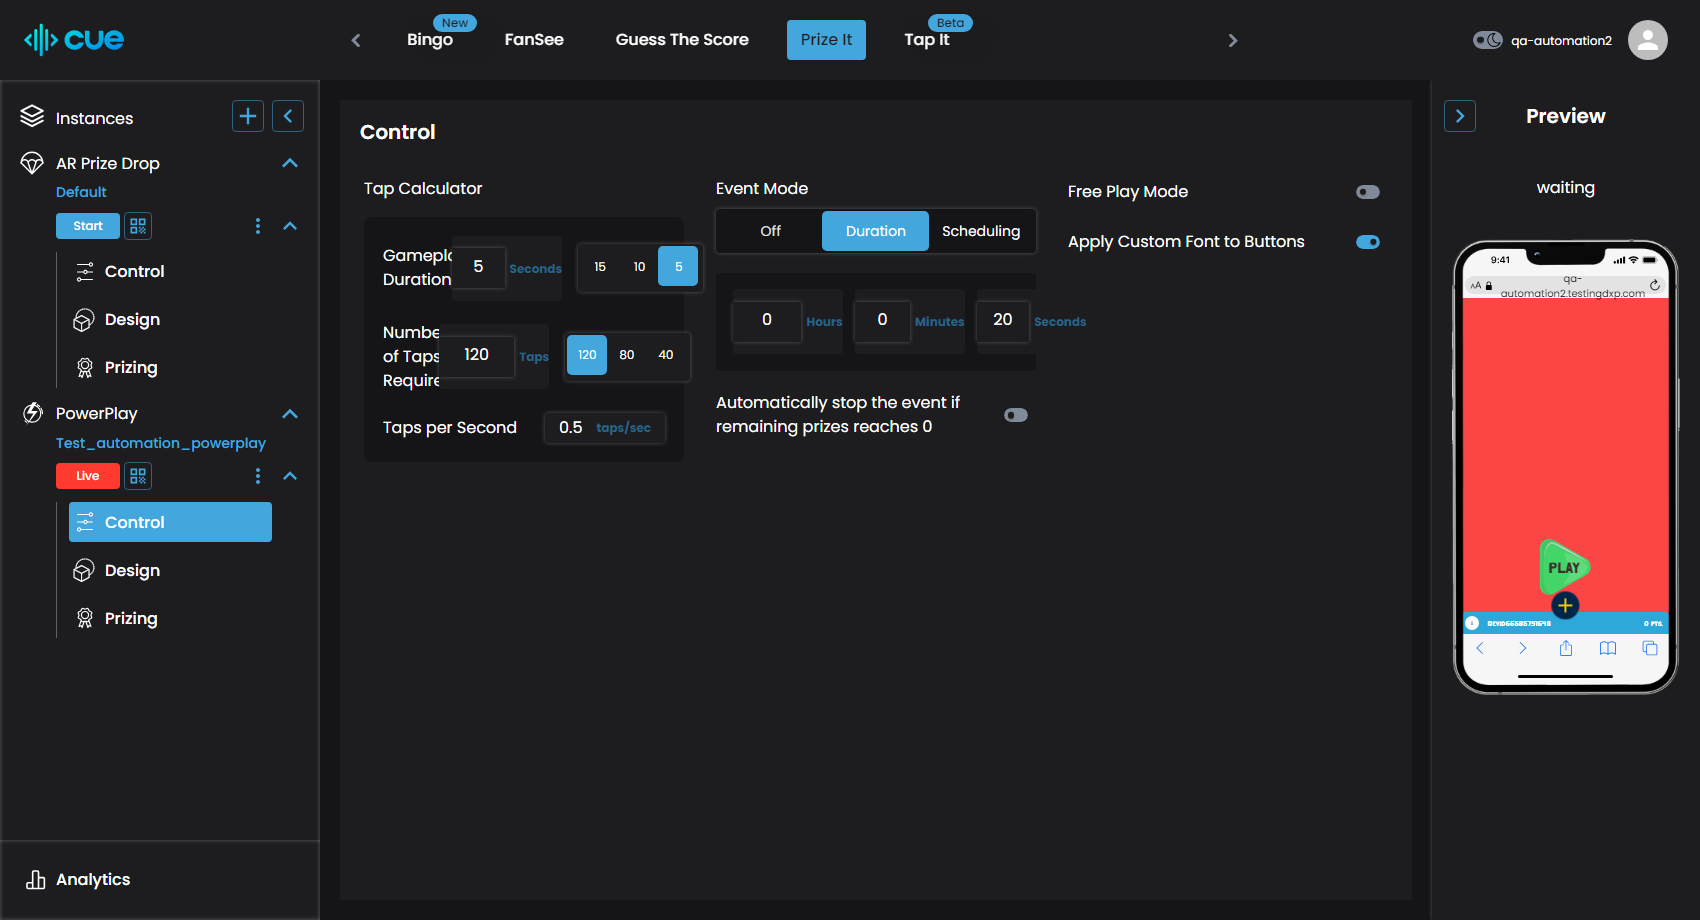 cue
Bingo
New
FanSee
Guess The Score
Prize It
Tap It
Beta
qa-automation2
Instances
AR Prize Drop
Default
Start
Control
Design
Prizing
PowerPlay
Test_automation_powerplay
Live
Control
Design
Prizing
Analytics
Control
Tap Calculator
Gamepla
Duration
5
Seconds
15
10
5
Numbe
of Taps
Require
120
Taps
120
80
40
Taps per Second
0.5
taps/sec
Event Mode
Off
Duration
Scheduling
0
Hours
0
Minutes
20
Seconds
Automatically stop the event if
remaining prizes reaches 0
Free Play Mode
Apply Custom Font to Buttons
Preview
waiting
9:41
AA
qa-
automation2.testingdxp.com
PLAY
0 PTS.